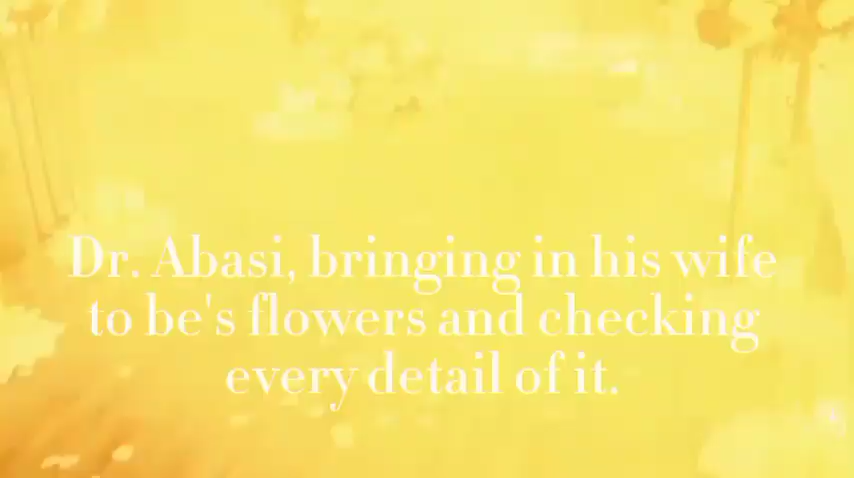 Dr. Abasi, bringing in his wife
to be's flowers and checking
every detail of it.